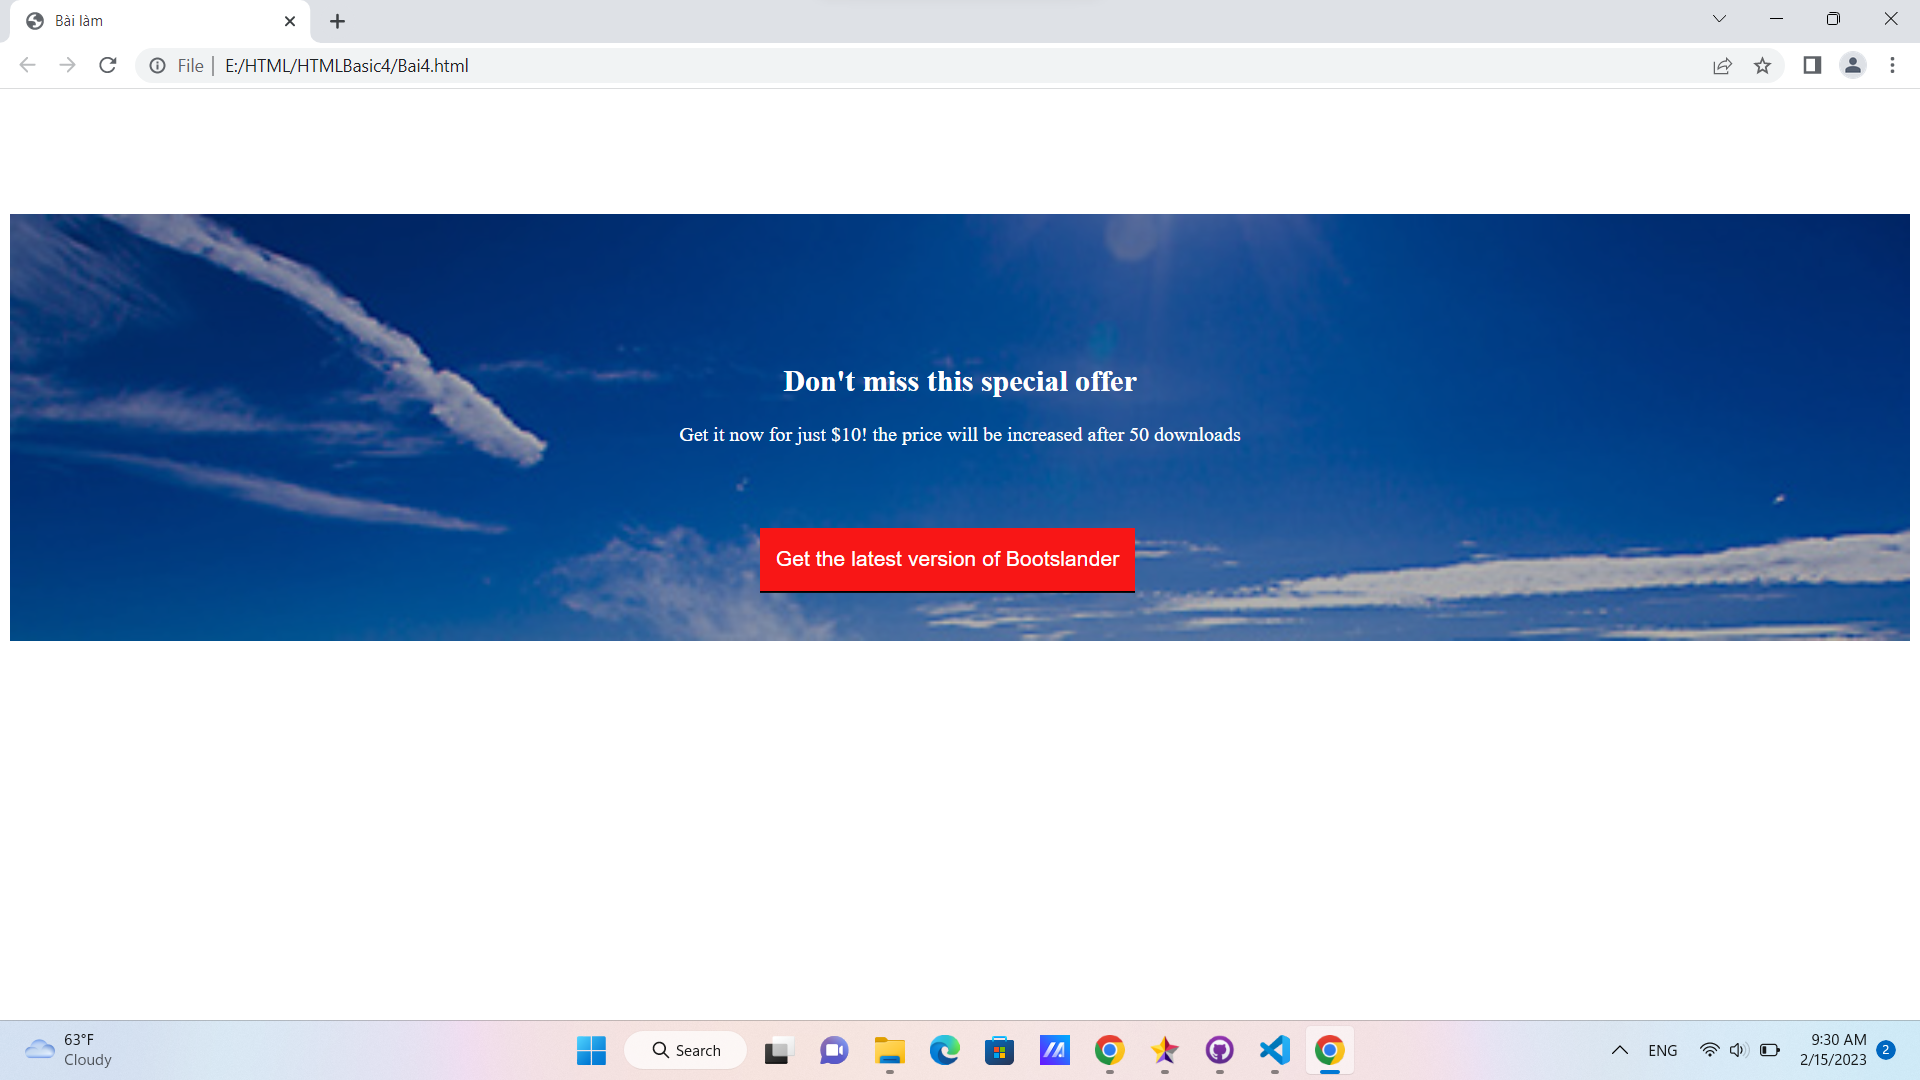 Bài làm
File
E:/HTML/HTMLBasic4/Bai4.html
Don't miss this special offer
Get it now for just $10! the price will be increased after 50 downloads
Get the latest version of Bootslander
63°F
Cloudy
Search
ENG
9:30 AM
2/15/2023
2